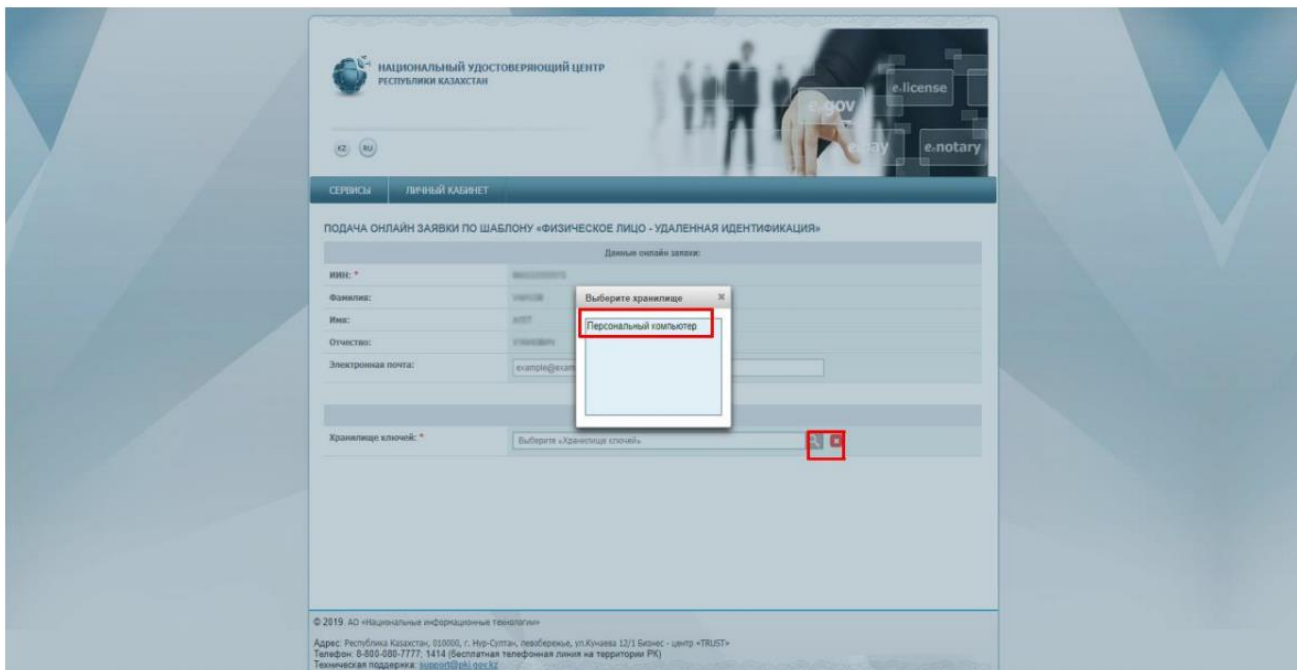 НАЦИОНАЛЬНЫЙ УДОСТОВЕРЯЮЩИЙ ЦЕНТР
РЕСПУБЛИКИ КАЗАХСТАН
e-license
e-gov
e-notary
KZ RU
СЕРВИСЫ ЛИЧНЫЙ КАБИНЕТ
ПОДАЧА ОНЛАЙН ЗАЯВКИ ПО ШАБЛОНУ «ФИЗИЧЕСКОЕ ЛИЦО - УДАЛЕННАЯ ИДЕНТИФИКАЦИЯ»
Данные онлайн заявки:
ИИН: *
Фамилия:
Выберите хранилище
Имя:
Персональный компьютер
Отчество:
Электронная почта:
example@exam
Хранилище ключей: *
Выберите «Хранилище ключей»
© 2019. АО «Национальные информационные технологии»
Адрес: Республика Казахстан, 010000, г. Нур-Султан, левобережье, ул.Кунаева 12/1 Бизнес - центр «TRUST»
Телефон: 8-800-080-7777, 1414 (бесплатная телефонная линия на территории РК)
Техническая поддержка: support@pki.gov.kz